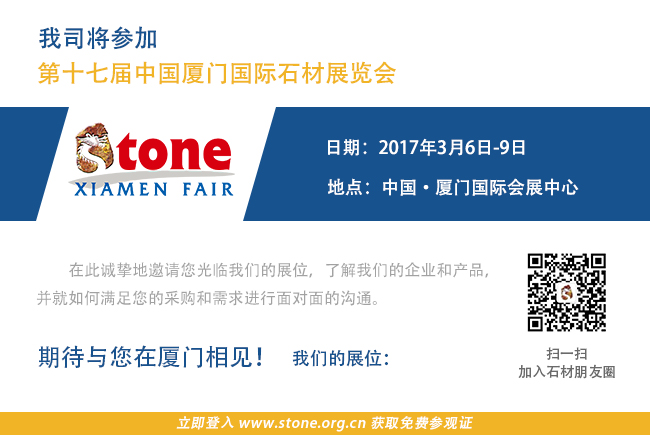 我司将参加
第十七届中国厦门国际石材展览会
Stone
XIAMEN FAIR
日期：2017年3月6日-9日
地点：中国·厦门国际会展中心
在此诚挚地邀请您光临我们的展位，了解我们的企业和产品，
并就如何满足您的采购和需求进行面对面的沟通。
期待与您在厦门相见！ 我们的展位：
扫一扫
加入石材朋友圈
立即登入 www.stone.org.cn 获取免费参观证